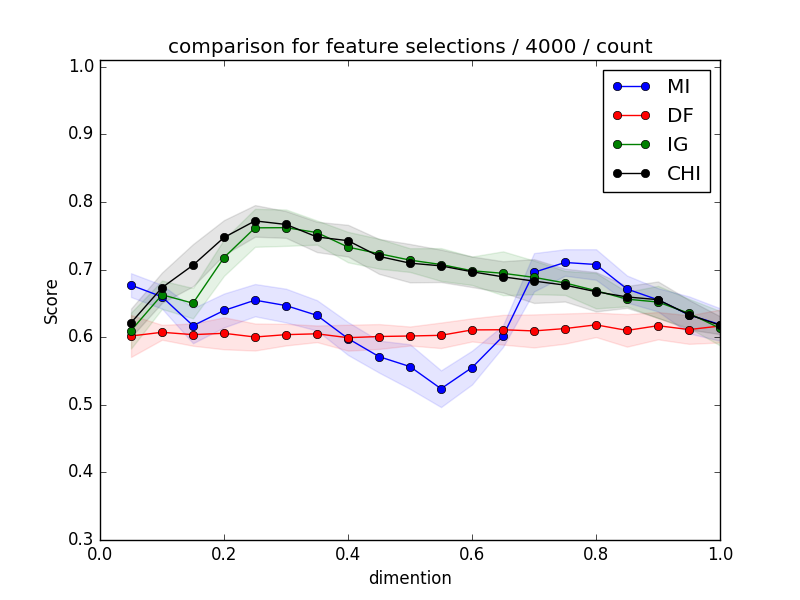 comparison for feature selections / 4000 / count
1.0
0.9
0.8
0.7
0.6
0.5
0.4
0.3
Score
MI
DF
IG
CHI
0.0 0.2 0.4 0.6 0.8 1.0
dimention